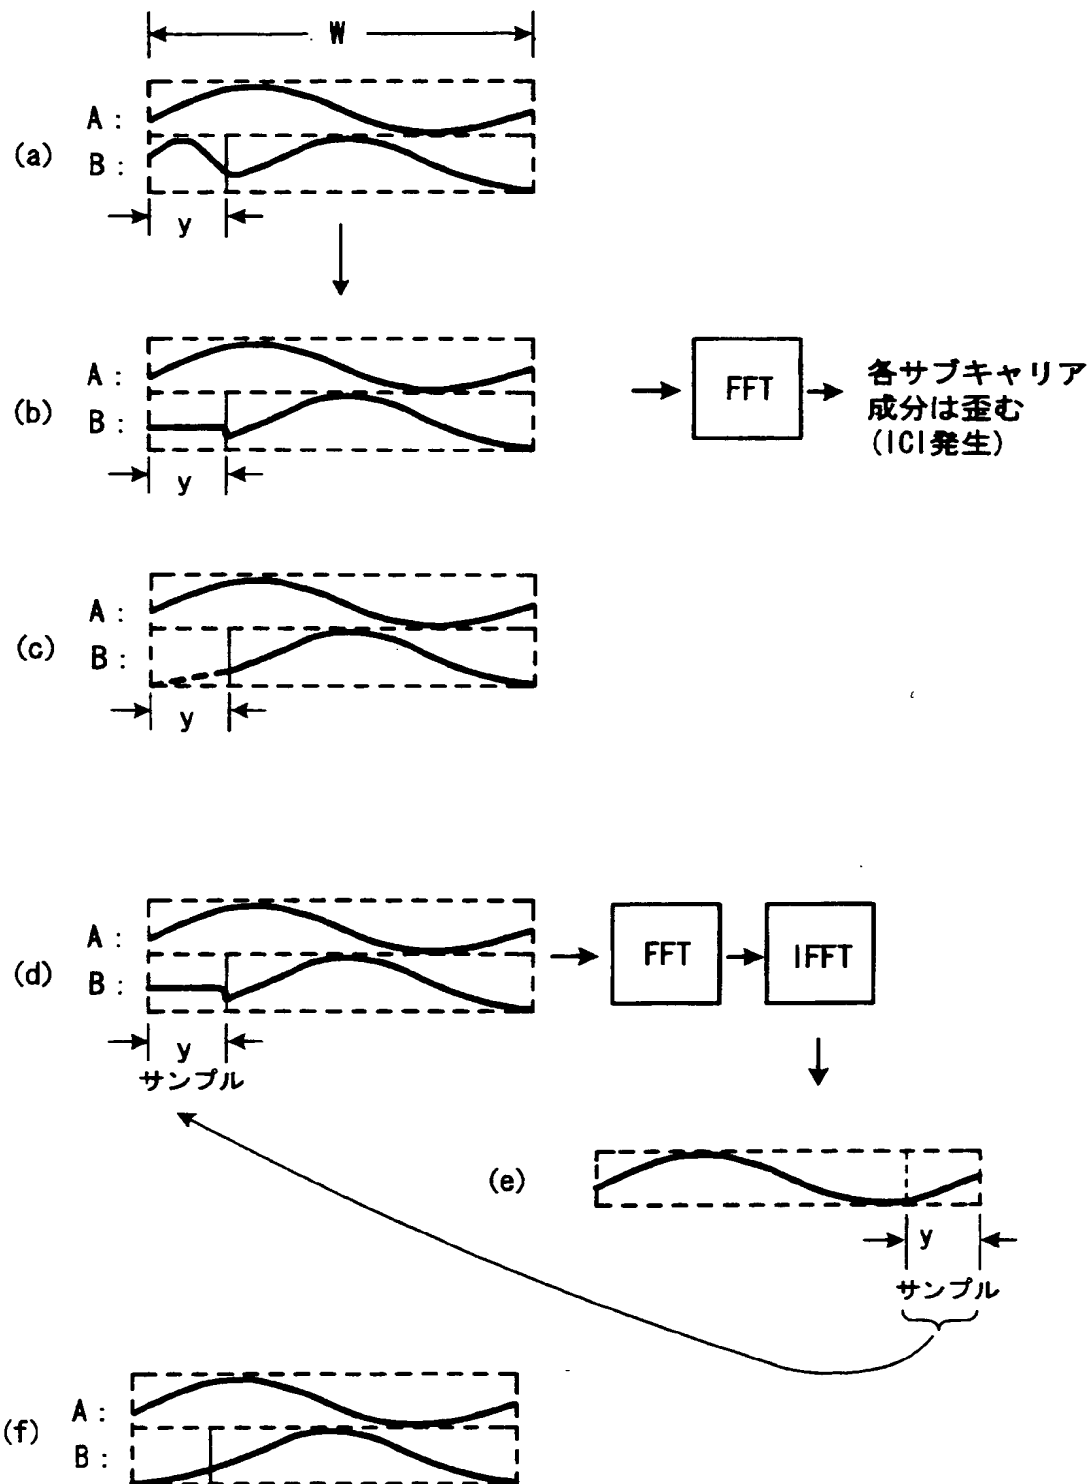 W
(a)
A :
B :
y
(b)
A :
B :
y
FFT
各サブキャリア
成分は歪む
(ICI発生)
(c)
A :
B :
y
(d)
A :
B :
y
サンプル
FFT
IFFT
(e)
y
サンプル
(f)
A :
B :